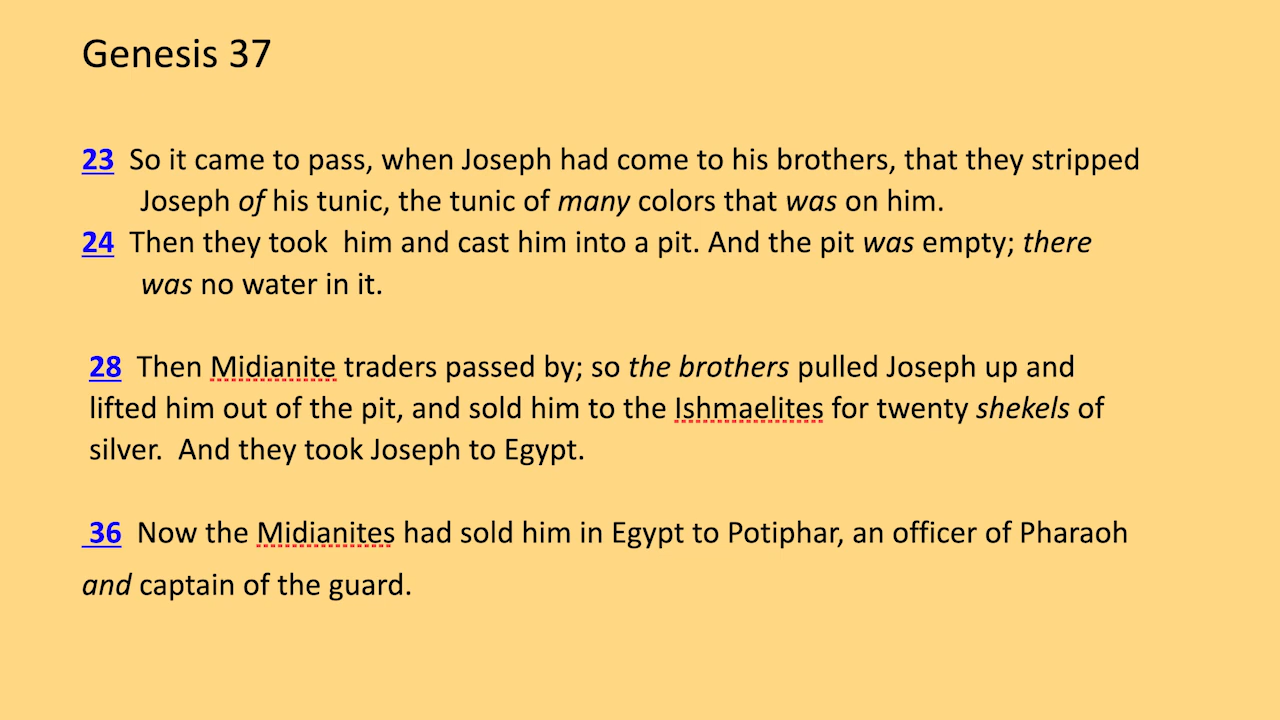 Genesis 37
23  So it came to pass, when Joseph had come to his brothers, that they stripped
Joseph of his tunic, the tunic of many colors that was on him.
24  Then they took  him and cast him into a pit. And the pit was empty; there
was no water in it.
28  Then Midianite traders passed by; so the brothers pulled Joseph up and
lifted him out of the pit, and sold him to the Ishmaelites for twenty shekels of
silver.  And they took Joseph to Egypt.
36  Now the Midianites had sold him in Egypt to Potiphar, an officer of Pharaoh
and captain of the guard.